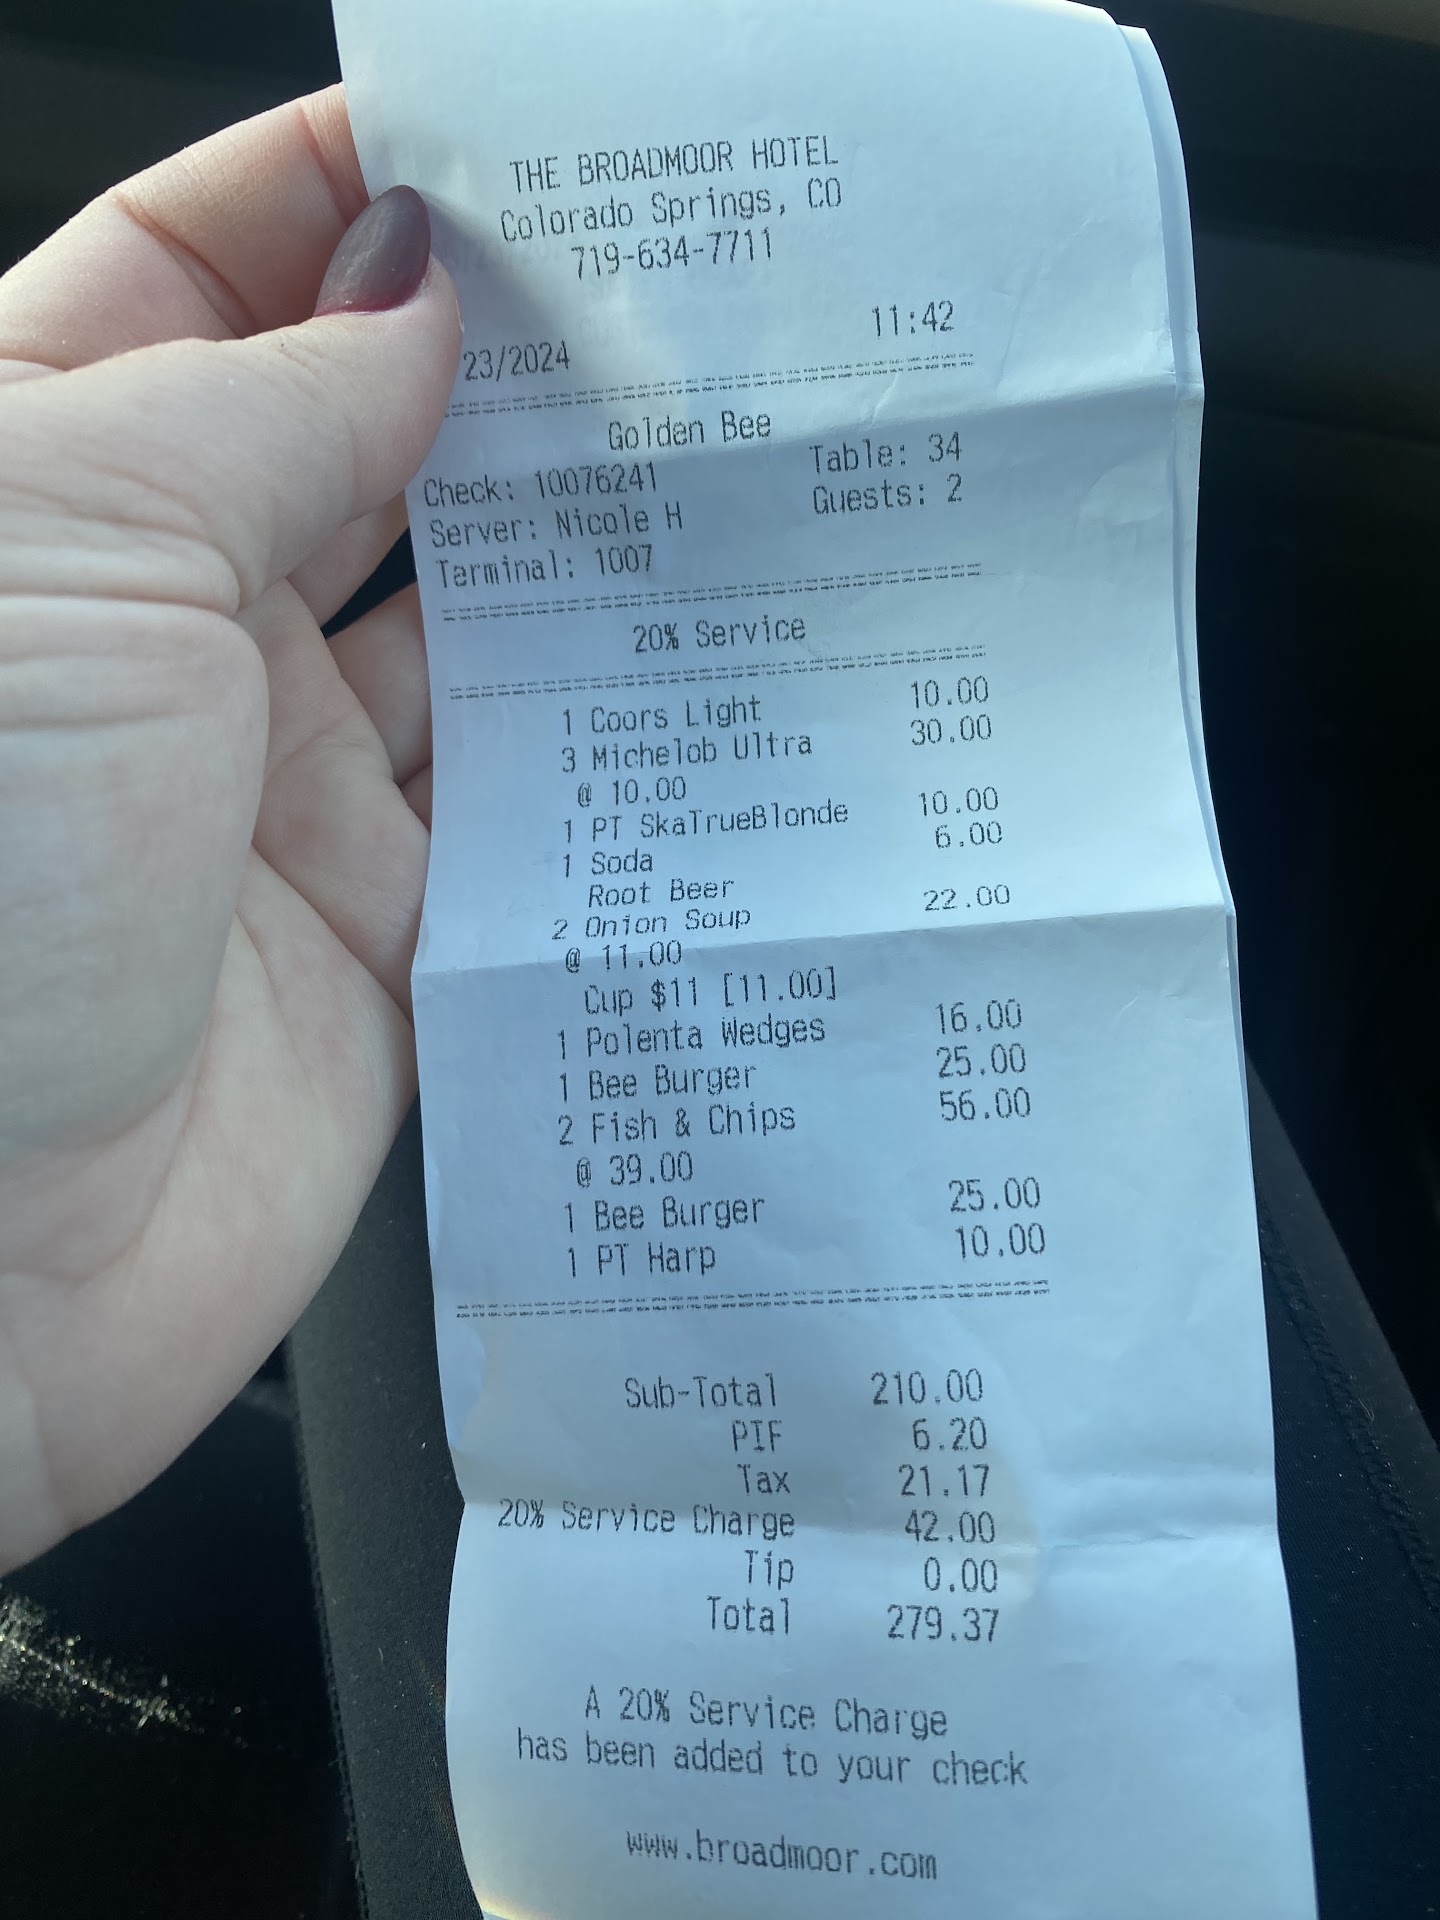 THE BROADMOOR HOTEL
Colorado Springs, CO
719-634-7711
23/2024 11:42
Golden Bee
Check: 10076241 Table: 34
Server: Nicole H Guests: 2
Terminal: 1007
20% Service
1 Coors Light 10.00
3 Michelob Ultra 30.00
@ 10.00
1 PT SkaTrueBlonde 10.00
1 Soda 6.00
Root Beer
2 Onion Soup 22.00
@ 11.00
Cup $11 [11.00]
1 Polenta Wedges 16.00
1 Bee Burger 25.00
2 Fish & Chips 56.00
@ 39.00
1 Bee Burger 25.00
1 PT Harp 10.00
Sub-Total 210.00
PIF 6.20
Tax 21.17
20% Service Charge 42.00
Tip 0.00
Total 279.37
A 20% Service Charge
has been added to your check
www.broadmoor.com